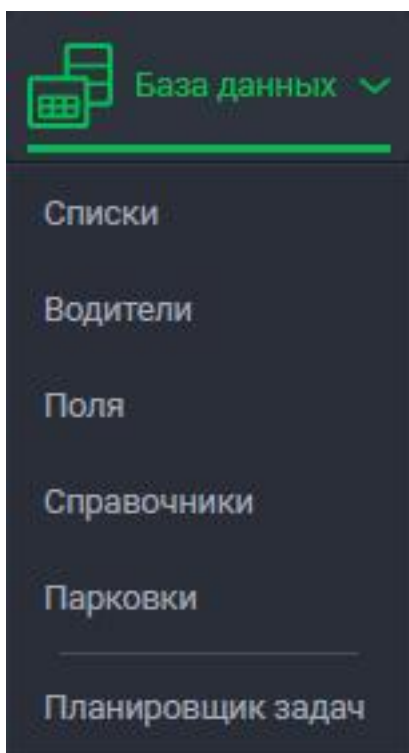 База данных
Списки
Водители
Поля
Справочники
Парковки
Планировщик задач